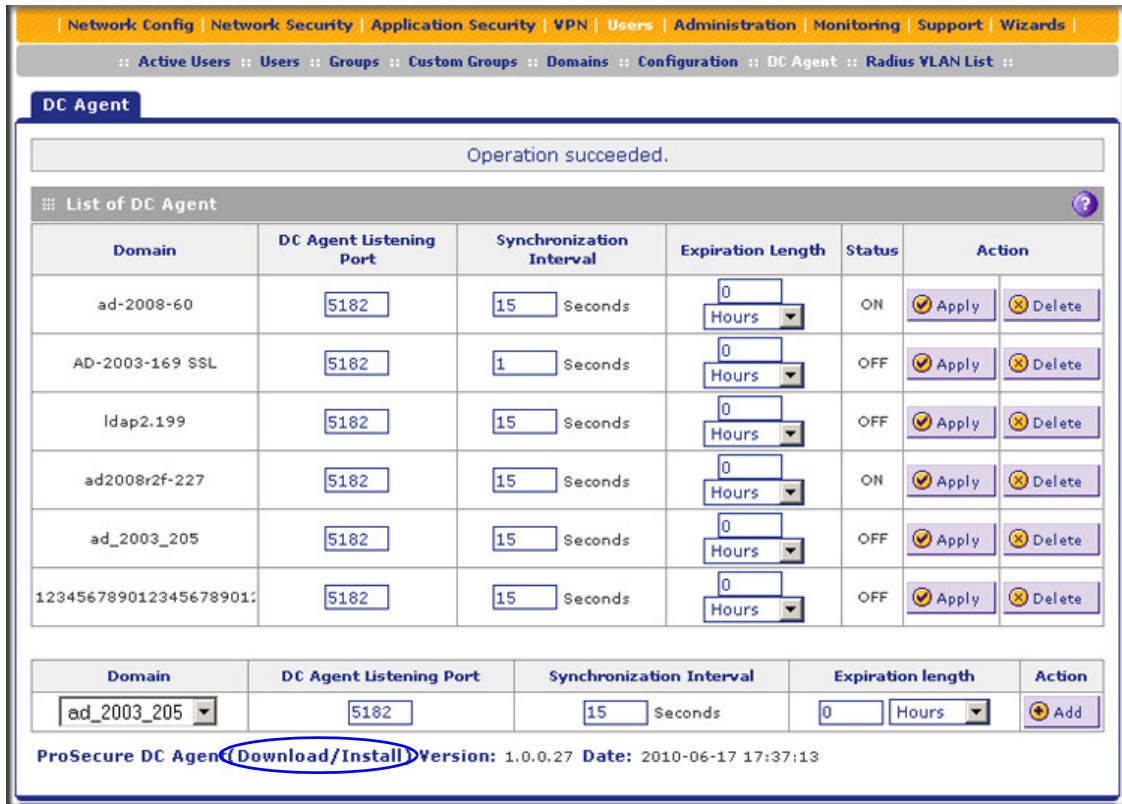 | Network Config | Network Security | Application Security | VPN | Users | Administration | Monitoring | Support | Wizards |
:: Active Users :: Users :: Groups :: Custom Groups :: Domains :: Configuration :: DC Agent :: Radius VLAN List ::
DC Agent
Operation succeeded.
List of DC Agent ?
Domain DC Agent Listening Port Synchronization Interval Expiration Length Status Action
ad-2008-60 5182 15 Seconds 0 Hours ON Apply Delete
AD-2003-169 SSL 5182 1 Seconds 0 Hours OFF Apply Delete
ldap2.199 5182 15 Seconds 0 Hours OFF Apply Delete
ad2008r2f-227 5182 15 Seconds 0 Hours ON Apply Delete
ad_2003_205 5182 15 Seconds 0 Hours OFF Apply Delete
123456789012345678901 5182 15 Seconds 0 Hours OFF Apply Delete
Domain DC Agent Listening Port Synchronization Interval Expiration length Action
ad_2003_205 5182 15 Seconds 0 Hours Add
ProSecure DC Agent(Download/Install) Version: 1.0.0.27 Date: 2010-06-17 17:37:13